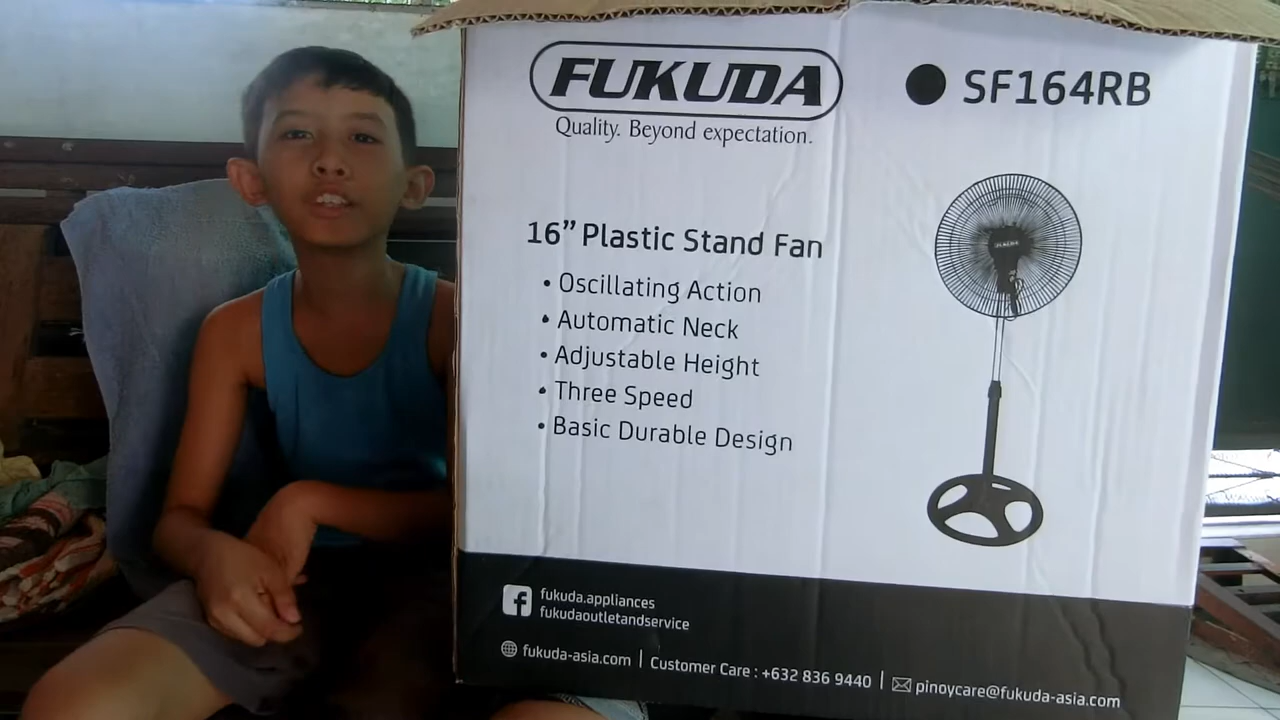 FUKUDA
Quality. Beyond expectation.
SF164RB
16” Plastic Stand Fan
• Oscillating Action
• Automatic Neck
• Adjustable Height
• Three Speed
• Basic Durable Design
fukuda.appliances
fukudaoutletandservice
fukuda-asia.com | Customer Care : +632 836 9440 | pinoycare@fukuda-asia.com